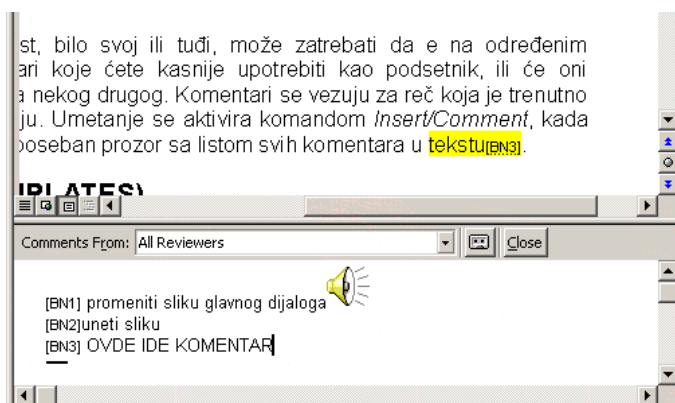 st, bilo svoj ili tuđi, može zatrebati da e na određenim
ari koje ćete kasnije upotrebiti kao podsetnik, ili će oni
a nekog drugog. Komentari se vezuju za reč koja je trenutno
ju. Umetanje se aktivira komandom Insert/Comment, kada
poseban prozor sa listom svih komentara u tekstu[BN3].
Comments From: All Reviewers Close
[BN1] promeniti sliku glavnog dijaloga
[BN2]uneti sliku
[BN3] OVDE IDE KOMENTAR